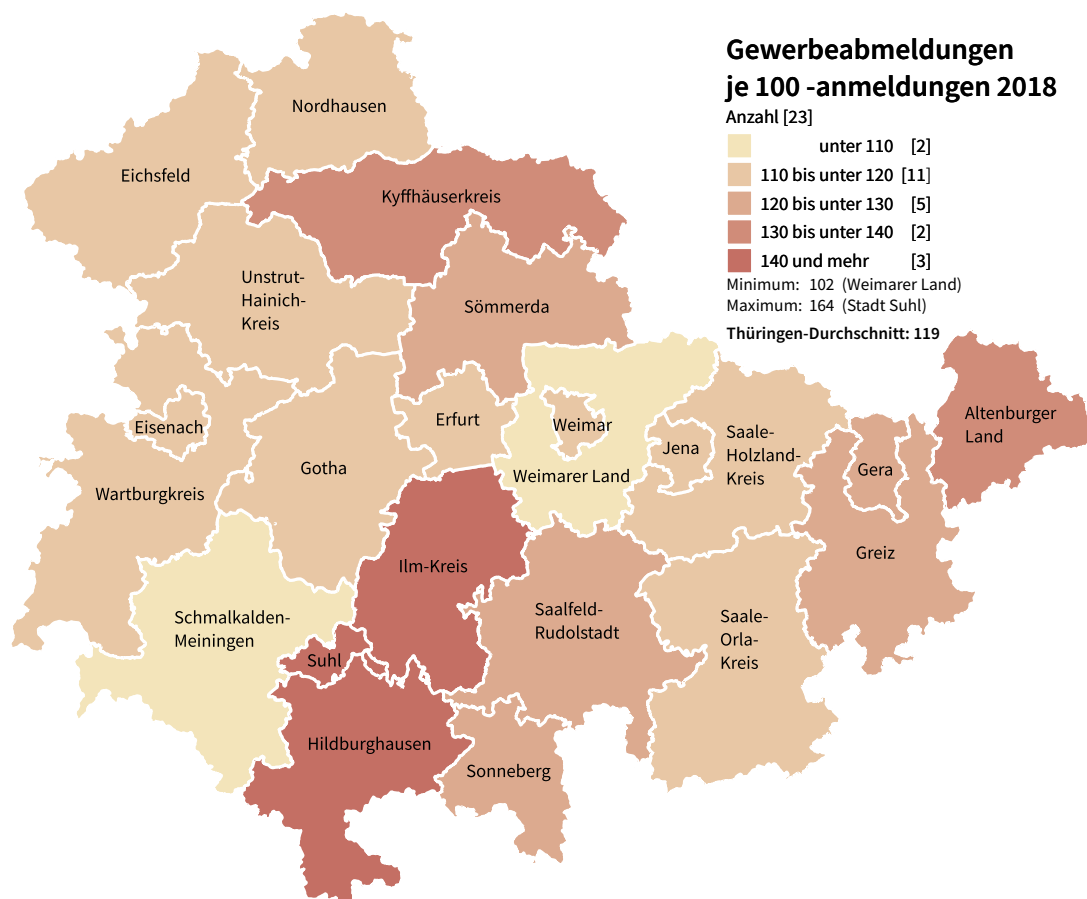 Gewerbeabmeldungen
je 100 -anmeldungen 2018
Anzahl [23]
unter 110 [2]
110 bis unter 120 [11]
120 bis unter 130 [5]
130 bis unter 140 [2]
140 und mehr [3]
Minimum: 102 (Weimarer Land)
Maximum: 164 (Stadt Suhl)
Thüringen-Durchschnitt: 119
Nordhausen
Eichsfeld
Kyffhäuserkreis
Unstrut-
Hainich-
Kreis
Sömmerda
Eisenach
Erfurt
Weimar
Altenburger
Land
Saale-
Holzland-
Kreis
Jena
Gotha
Gera
Weimarer Land
Wartburgkreis
Greiz
Ilm-Kreis
Schmalkalden-
Meiningen
Saalfeld-
Rudolstadt
Saale-
Orla-
Kreis
Suhl
Hildburghausen
Sonneberg